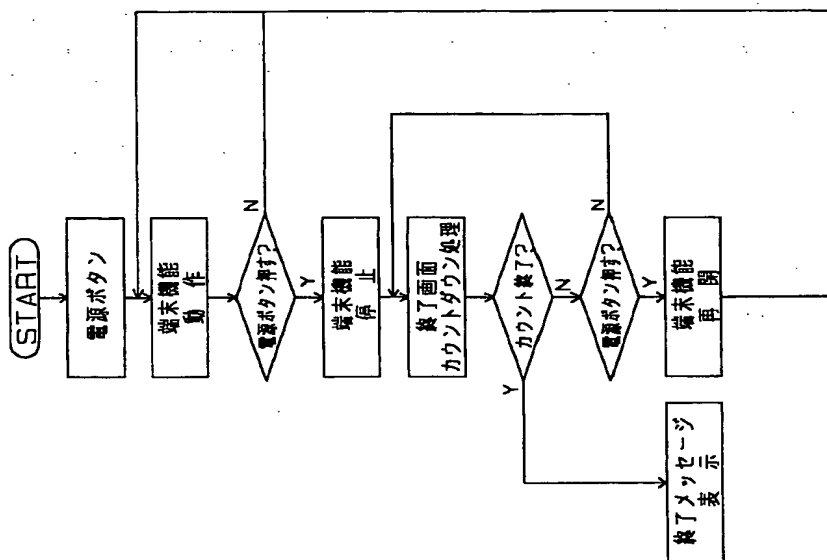 START
電源ボタン
端末機能
動作
電源ボタン押す?
N
Y
端末機能
停止
終了画面
カウントダウン処理
カウント終了?
N
Y
電源ボタン押す?
N
Y
端末機能
再開
終了メッセージ
表示